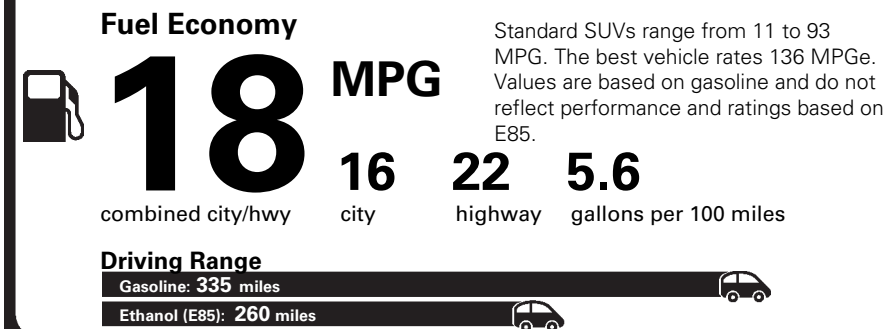 Fuel Economy
18 MPG
combined city/hwy
16
city
22
highway
5.6
gallons per 100 miles
Standard SUVs range from 11 to 93
MPG. The best vehicle rates 136 MPGe.
Values are based on gasoline and do not
reflect performance and ratings based on
E85.
Driving Range
Gasoline: 335 miles
Ethanol (E85): 260 miles